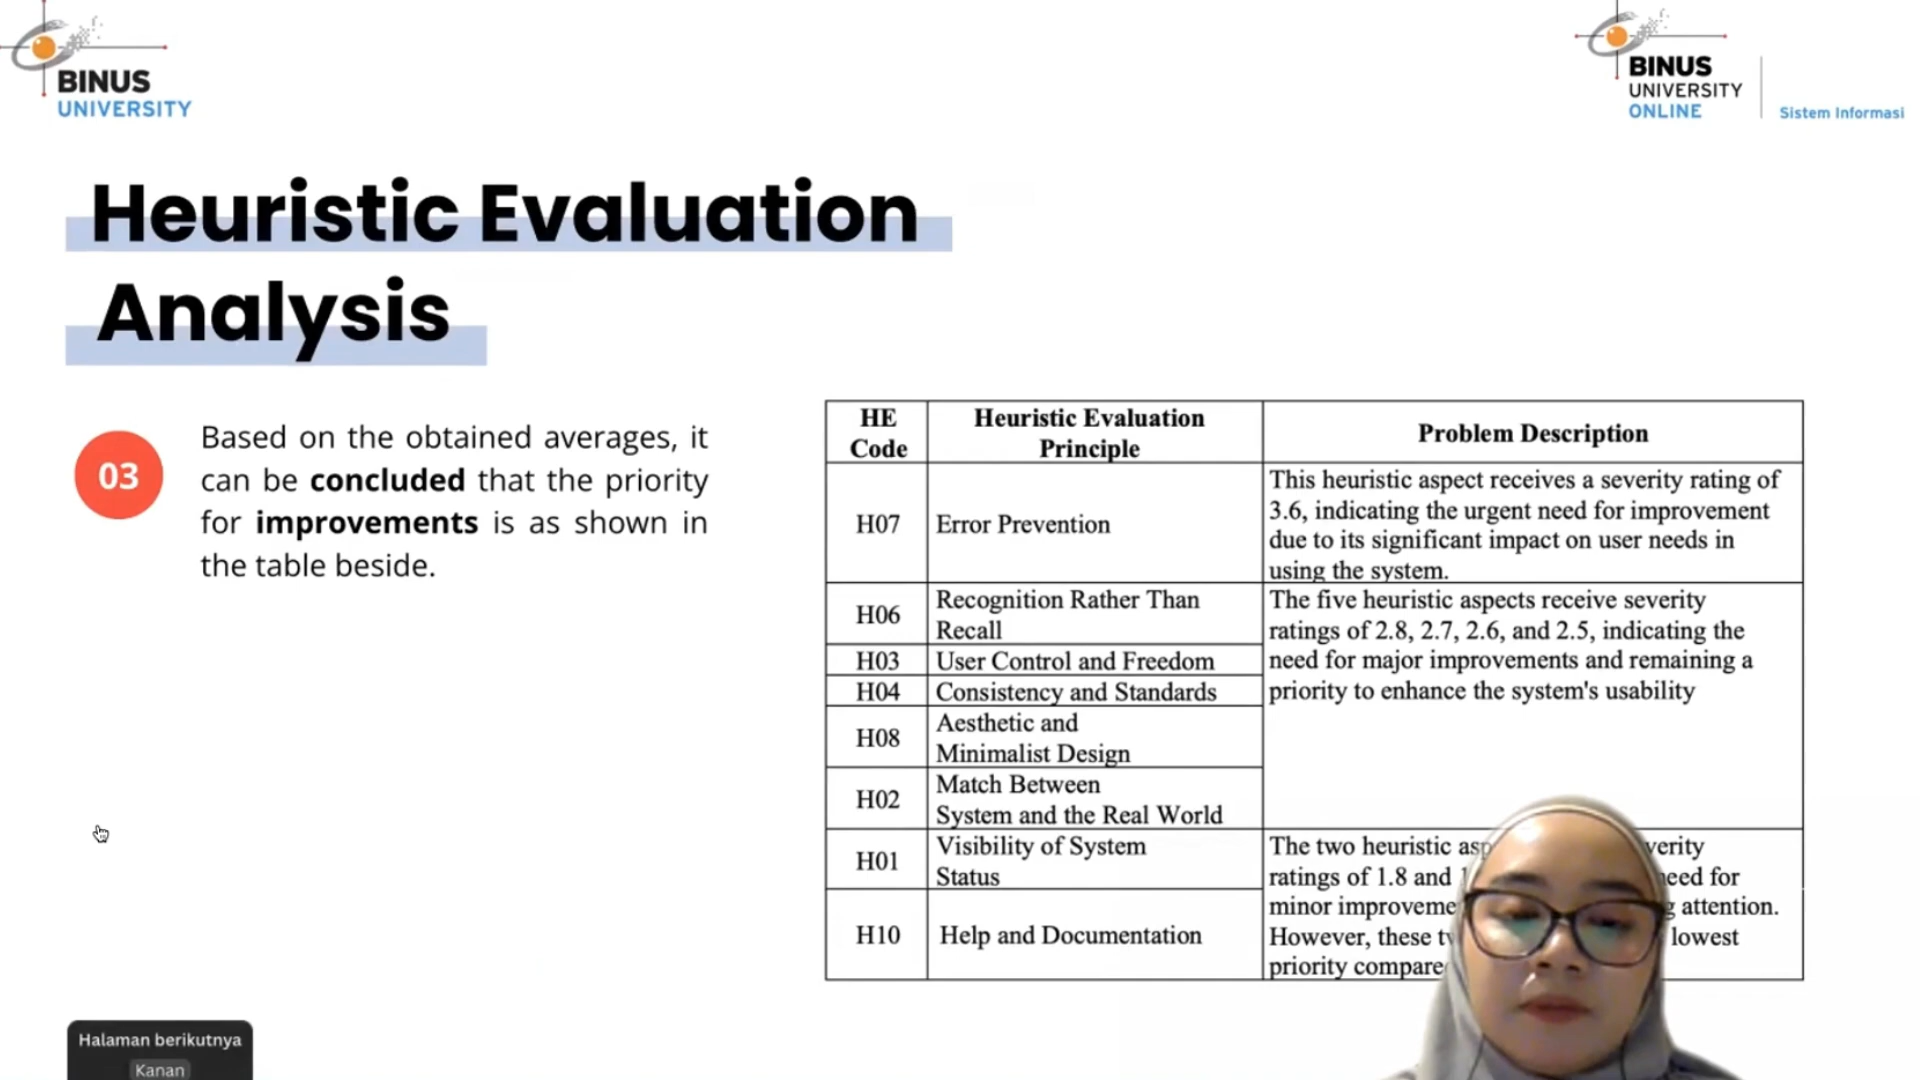 BINUS
UNIVERSITY
BINUS
UNIVERSITY
ONLINE
Sistem Informasi
Heuristic Evaluation
Analysis
03
Based on the obtained averages, it
can be concluded that the priority
for improvements is as shown in
the table beside.
HE
Code
Heuristic Evaluation
Principle
Problem Description
H07
Error Prevention
This heuristic aspect receives a severity rating of
3.6, indicating the urgent need for improvement
due to its significant impact on user needs in
using the system.
H06
Recognition Rather Than
Recall
The five heuristic aspects receive severity
ratings of 2.8, 2.7, 2.6, and 2.5, indicating the
need for major improvements and remaining a
priority to enhance the system's usability
H03
User Control and Freedom
H04
Consistency and Standards
H08
Aesthetic and
Minimalist Design
H02
Match Between
System and the Real World
H01
Visibility of System
Status
The two heuristic
ratings of 1.8 and need for
minor attention.
However, these lowest
priority
H10
Help and Documentation
Halaman berikutnya
Kanan